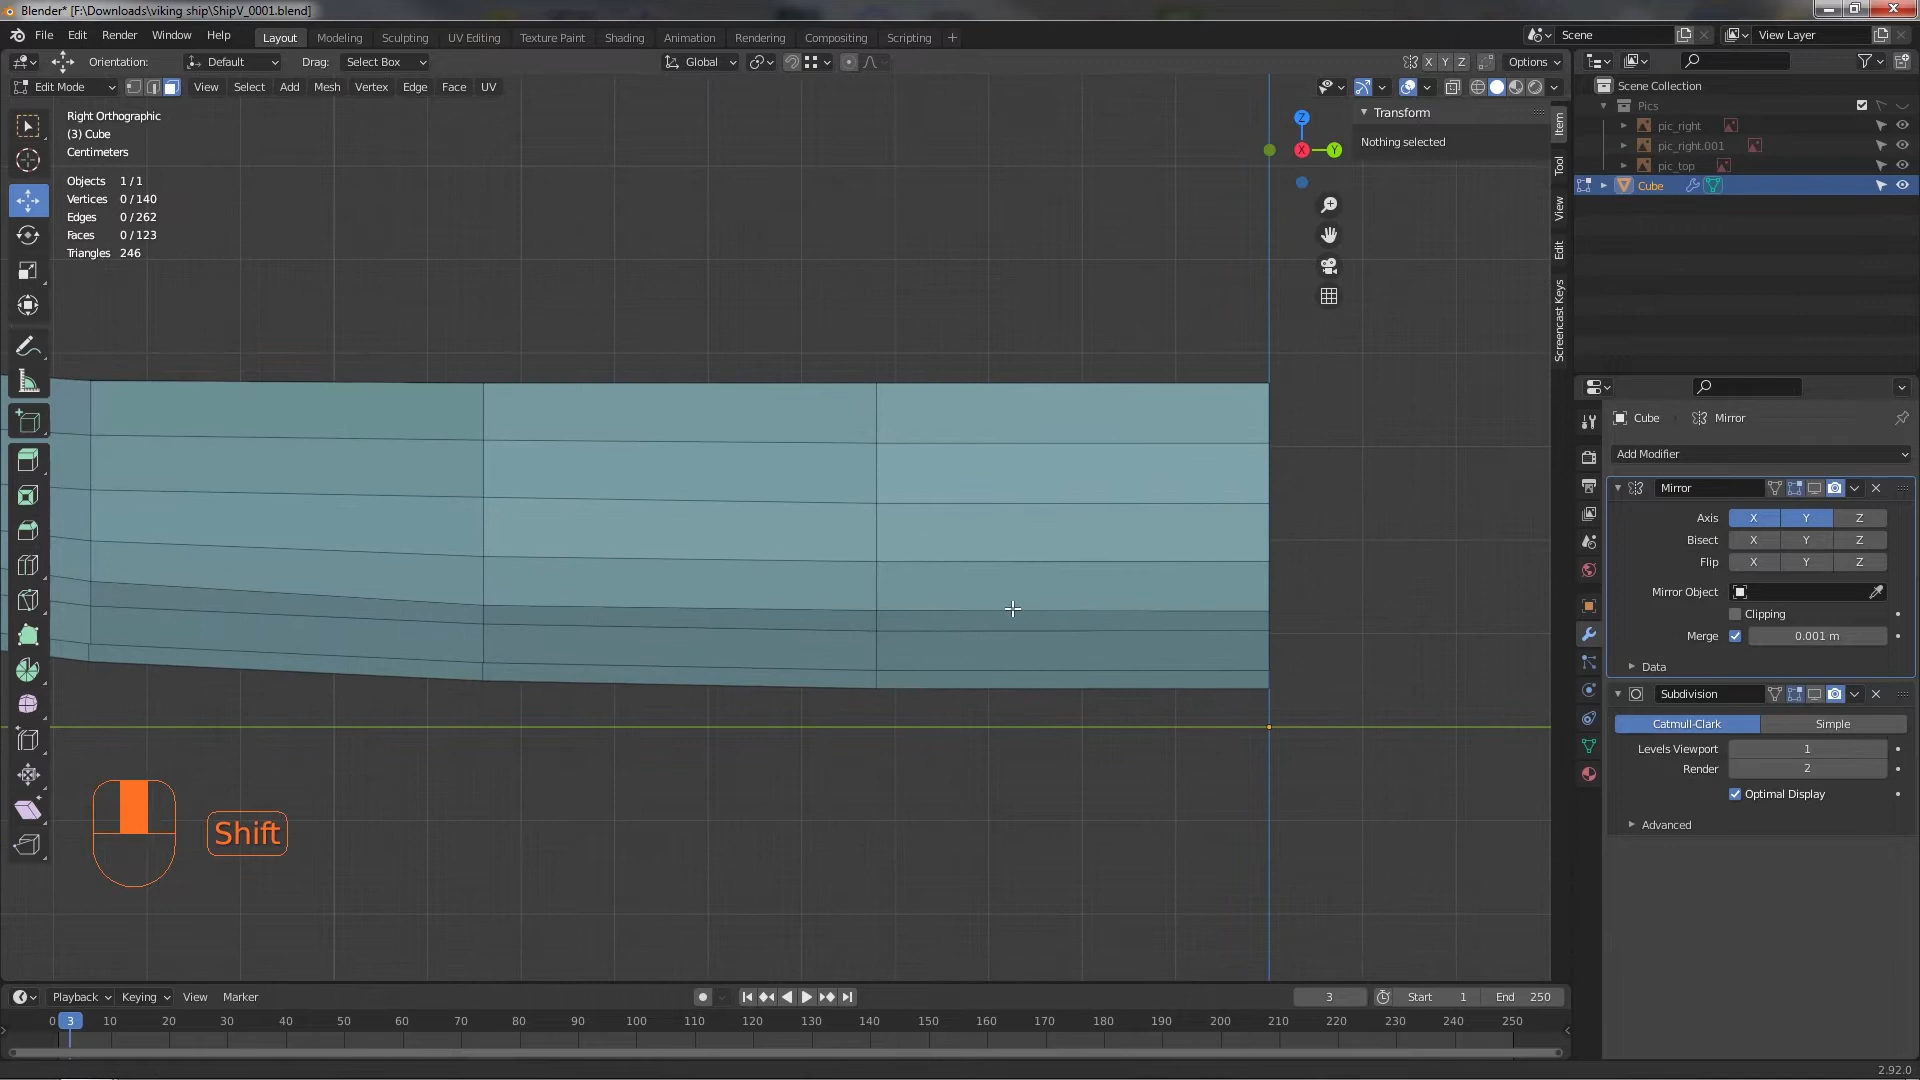 Blender* [F:\Downloads\viking ship\ShipV_0001.blend]
File Edit Render Window Help
Layout Modeling Sculpting UV Editing Texture Paint Shading Animation Rendering Compositing Scripting +
Scene
View Layer
Orientation: Default Drag: Select Box
Global
X Y Z
Options
Edit Mode View Select Add Mesh Vertex Edge Face UV
Right Orthographic
(3) Cube
Centimeters
Objects 1/1
Vertices 0/140
Edges 0/262
Faces 0/123
Triangles 246
Z
X
Y
Transform
Nothing selected
Item
Tool
View
Edit
Screencast Keys
Scene Collection
Pics
pic_right
pic_right.001
pic_top
Cube
Cube Mirror
Add Modifier
Mirror
Axis X Y Z
Bisect X Y Z
Flip X Y Z
Mirror Object
Clipping
Merge 0.001 m
Data
Subdivision
Catmull-Clark Simple
Levels Viewport 1
Render 2
Optimal Display
Advanced
Shift
Playback Keying View Marker
3
Start 1
End 250
0 3 10 20 30 40 50 60 70 80 90 100 110 120 130 140 150 160 170 180 190 200 210 220 230 240 250
2.92.0